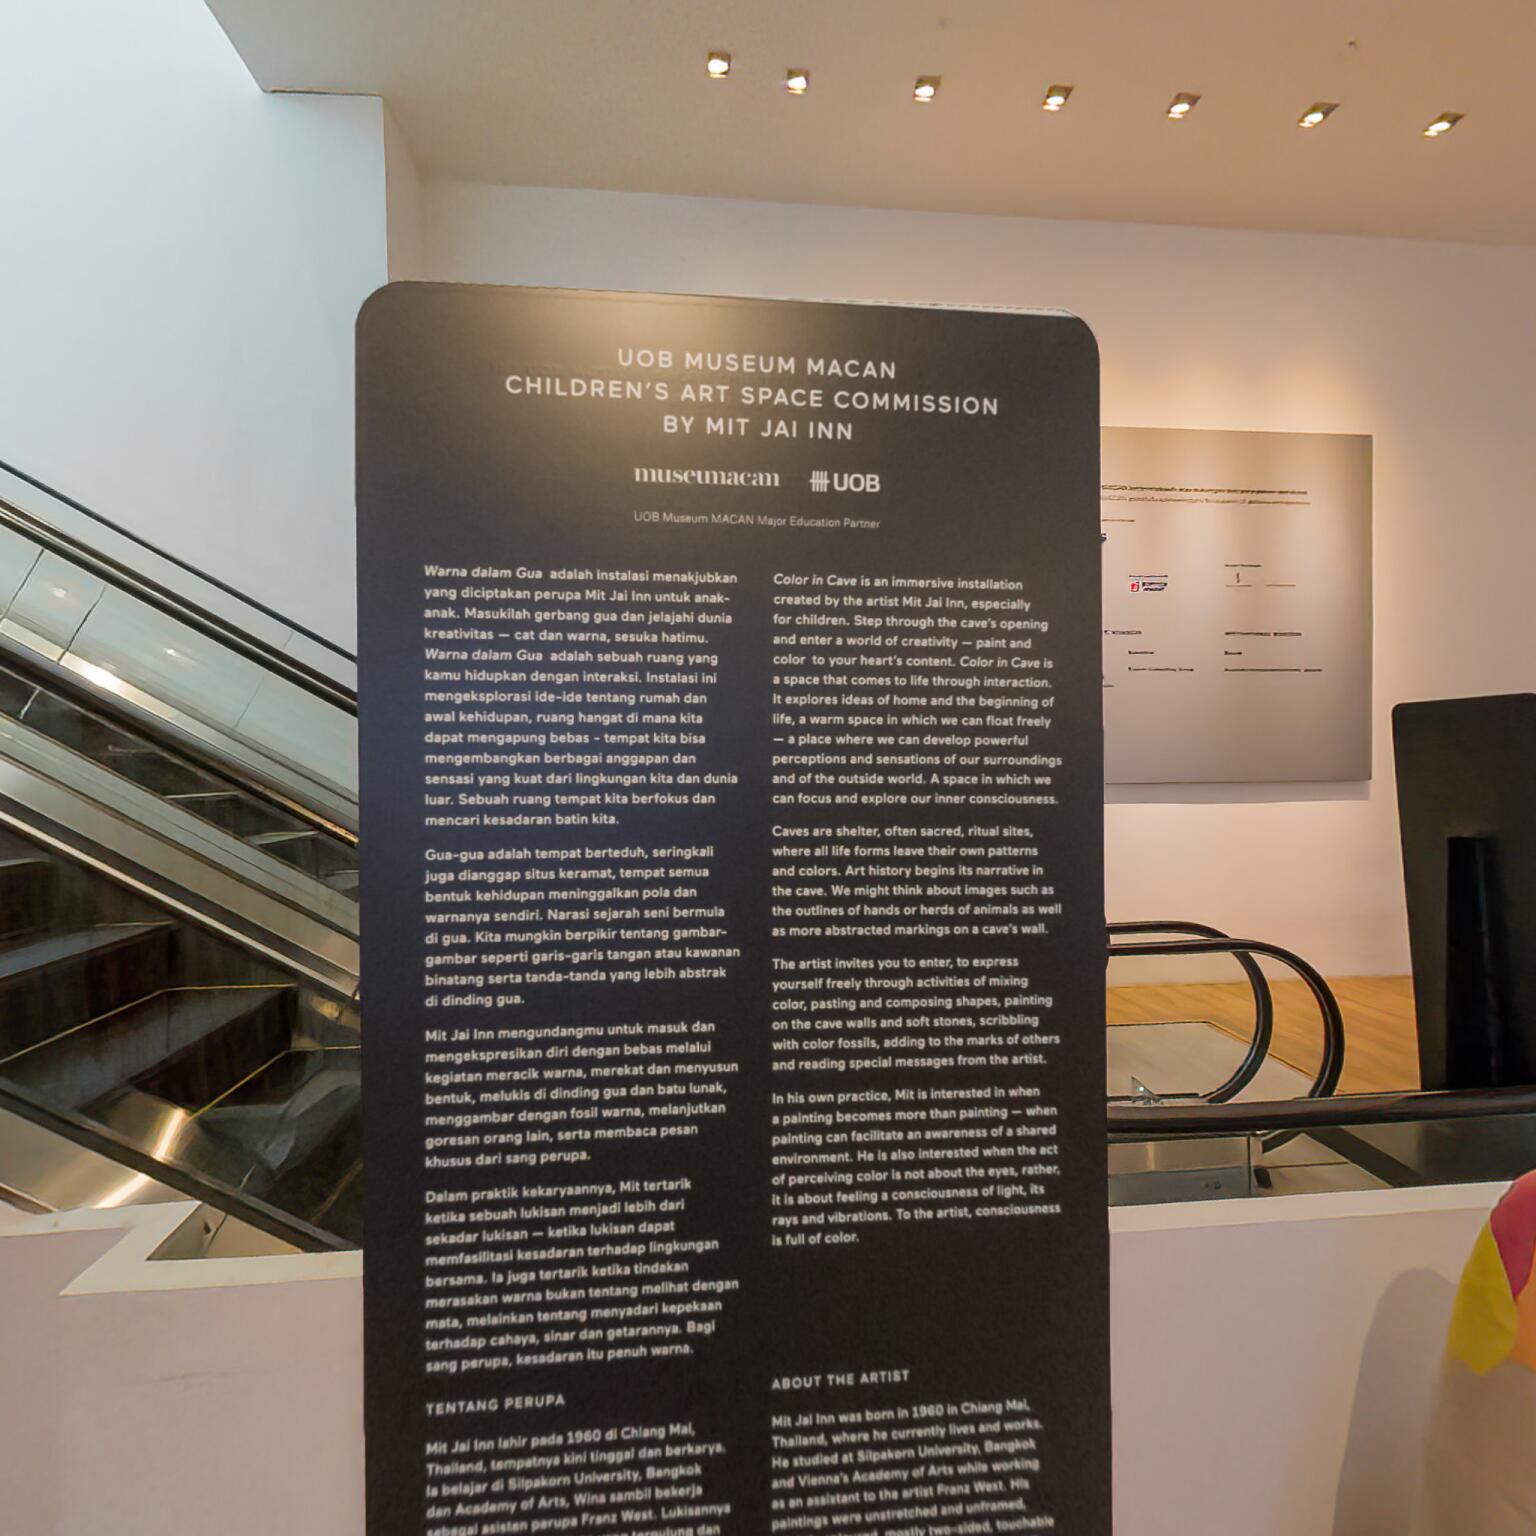 UOB MUSEUM MACAN
CHILDREN'S ART SPACE COMMISSION
BY MIT JAI INN
museumacan UOB
UOB Museum MACAN Major Education Partner
Warna dalam Gua adalah instalasi menakjubkan
yang diciptakan perupa Mit Jai Inn untuk anak-
anak. Masukilah gerbang gua dan jelajahi dunia
kreativitas — cat dan warna, sesuka hatimu.
Warna dalam Gua adalah sebuah ruang yang
kamu hidupkan dengan interaksi. Instalasi ini
mengeksplorasi ide-ide tentang rumah dan
awal kehidupan, ruang hangat di mana kita
dapat mengapung bebas - tempat kita bisa
mengembangkan berbagai anggapan dan
sensasi yang kuat dari lingkungan kita dan dunia
luar. Sebuah ruang tempat kita berfokus dan
mencari kesadaran batin kita.
Gua-gua adalah tempat berteduh, seringkali
juga dianggap situs keramat, tempat semua
bentuk kehidupan meninggalkan pola dan
warnanya sendiri. Narasi sejarah seni bermula
di gua. Kita mungkin berpikir tentang gambar-
gambar seperti garis-garis tangan atau kawanan
binatang serta tanda-tanda yang lebih abstrak
di dinding gua.
Mit Jai Inn mengundangmu untuk masuk dan
mengekspresikan diri dengan bebas melalui
kegiatan meracik warna, merekat dan menyusun
bentuk, melukis di dinding gua dan batu lunak,
menggambar dengan fosil warna, melanjutkan
goresan orang lain, serta membaca pesan
khusus dari sang perupa.
Dalam praktik kekaryaannya, Mit tertarik
ketika sebuah lukisan menjadi lebih dari
sekadar lukisan — ketika lukisan dapat
memfasilitasi kesadaran terhadap lingkungan
bersama. Ia juga tertarik ketika tindakan
merasakan warna bukan tentang melihat dengan
mata, melainkan tentang menyadari kepekaan
terhadap cahaya, sinar dan getarannya. Bagi
sang perupa, kesadaran itu penuh warna.
TENTANG PERUPA
Mit Jai Inn lahir pada 1960 di Chiang Mai,
Thailand, tempatnya kini tinggal dan berkarya.
Ia belajar di Silpakorn University, Bangkok
dan Academy of Arts, Wina sambil bekerja
sebagai asisten perupa Franz West. Lukisannya
tergulung dan
Color in Cave is an immersive installation
created by the artist Mit Jai Inn, especially
for children. Step through the cave's opening
and enter a world of creativity — paint and
color to your heart's content. Color in Cave is
a space that comes to life through interaction.
It explores ideas of home and the beginning of
life, a warm space in which we can float freely
— a place where we can develop powerful
perceptions and sensations of our surroundings
and of the outside world. A space in which we
can focus and explore our inner consciousness.
Caves are shelter, often sacred, ritual sites,
where all life forms leave their own patterns
and colors. Art history begins its narrative in
the cave. We might think about images such as
the outlines of hands or herds of animals as well
as more abstracted markings on a cave's wall.
The artist invites you to enter, to express
yourself freely through activities of mixing
color, pasting and composing shapes, painting
on the cave walls and soft stones, scribbling
with color fossils, adding to the marks of others
and reading special messages from the artist.
In his own practice, Mit is interested in when
a painting becomes more than painting — when
painting can facilitate an awareness of a shared
environment. He is also interested when the act
of perceiving color is not about the eyes, rather,
it is about feeling a consciousness of light, its
rays and vibrations. To the artist, consciousness
is full of color.
ABOUT THE ARTIST
Mit Jai Inn was born in 1960 in Chiang Mai,
Thailand, where he currently lives and works.
He studied at Silpakorn University, Bangkok
and Vienna's Academy of Arts while working
as an assistant to the artist Franz West. His
paintings were unstretched and unframed,
mostly two-sided, touchable